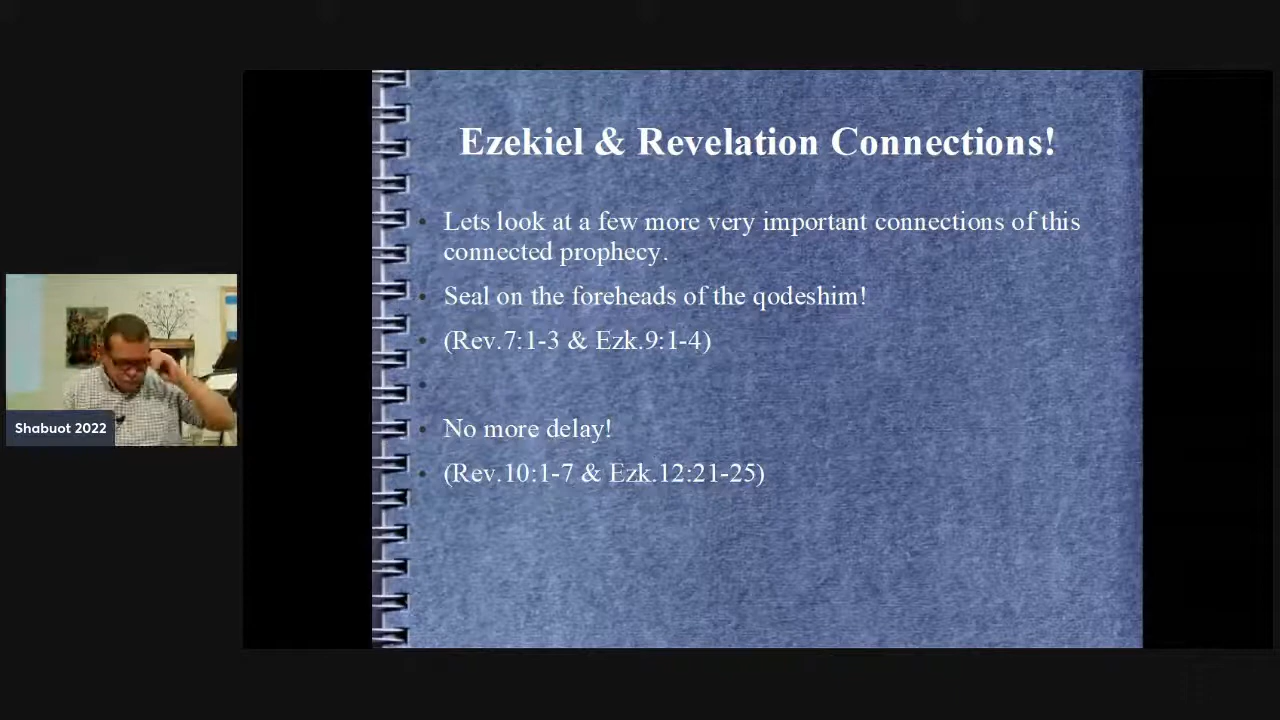 Ezekiel & Revelation Connections!
Lets look at a few more very important connections of this
connected prophecy.
Seal on the foreheads of the qodeshim!
(Rev.7:1-3 & Ezk.9:1-4)
No more delay!
(Rev.10:1-7 & Ezk.12:21-25)
Shabuot 2022